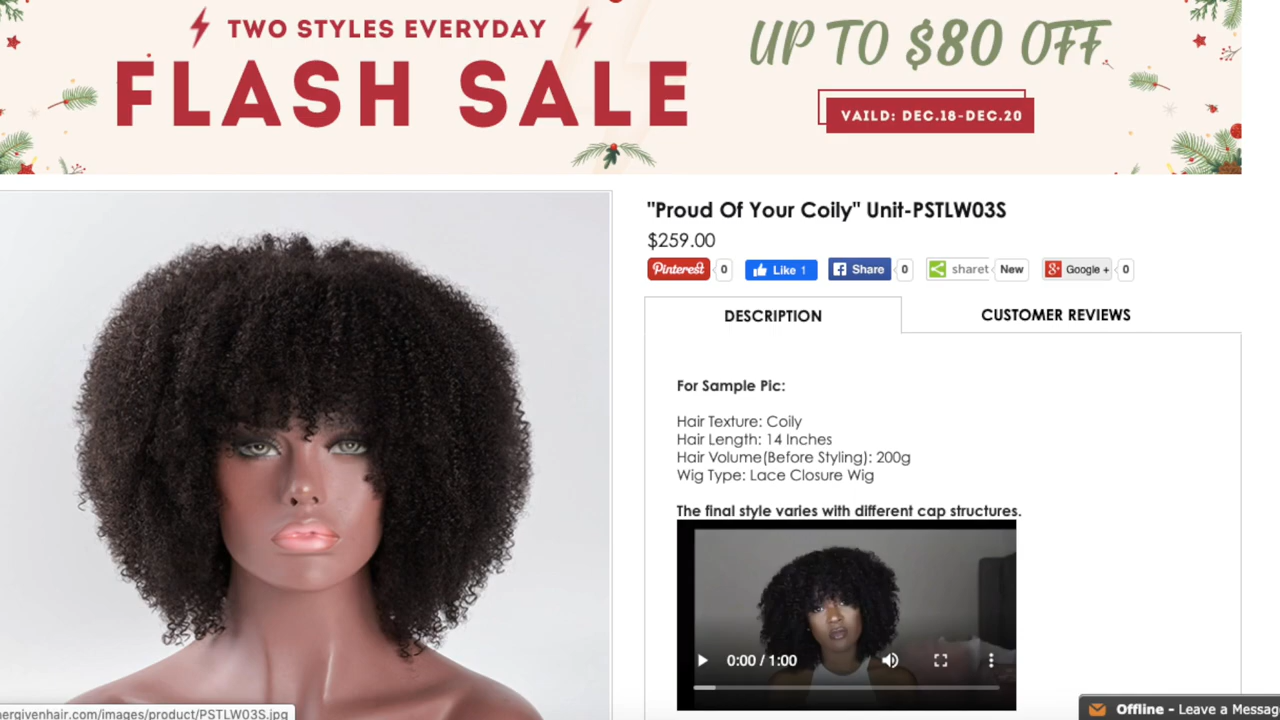 TWO STYLES EVERYDAY
FLASH SALE
UP TO $80 OFF
VAILD: DEC.18-DEC.20
"Proud Of Your Coily" Unit-PSTLW03S
$259.00
Pinterest 0 Like 1 Share 0 sharet New Google + 0
DESCRIPTION
CUSTOMER REVIEWS
For Sample Pic:
Hair Texture: Coily
Hair Length: 14 Inches
Hair Volume(Before Styling): 200g
Wig Type: Lace Closure Wig
The final style varies with different cap structures.
0:00 / 1:00
ergivenhair.com/images/product/PSTLW03S.jpg
Offline - Leave a Messag